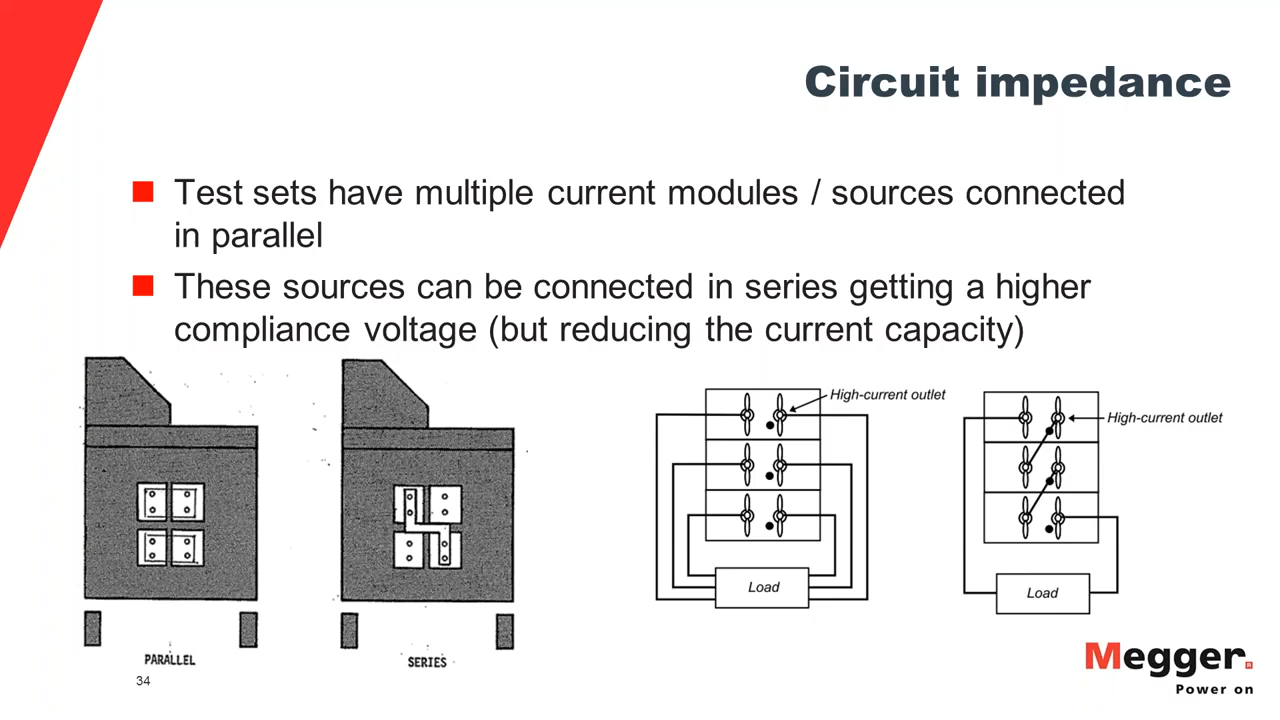 Circuit impedance
Test sets have multiple current modules / sources connected
in parallel
These sources can be connected in series getting a higher
compliance voltage (but reducing the current capacity)
High-current outlet
High-current outlet
Load
Load
PARALLEL
SERIES
34
Megger
Power on